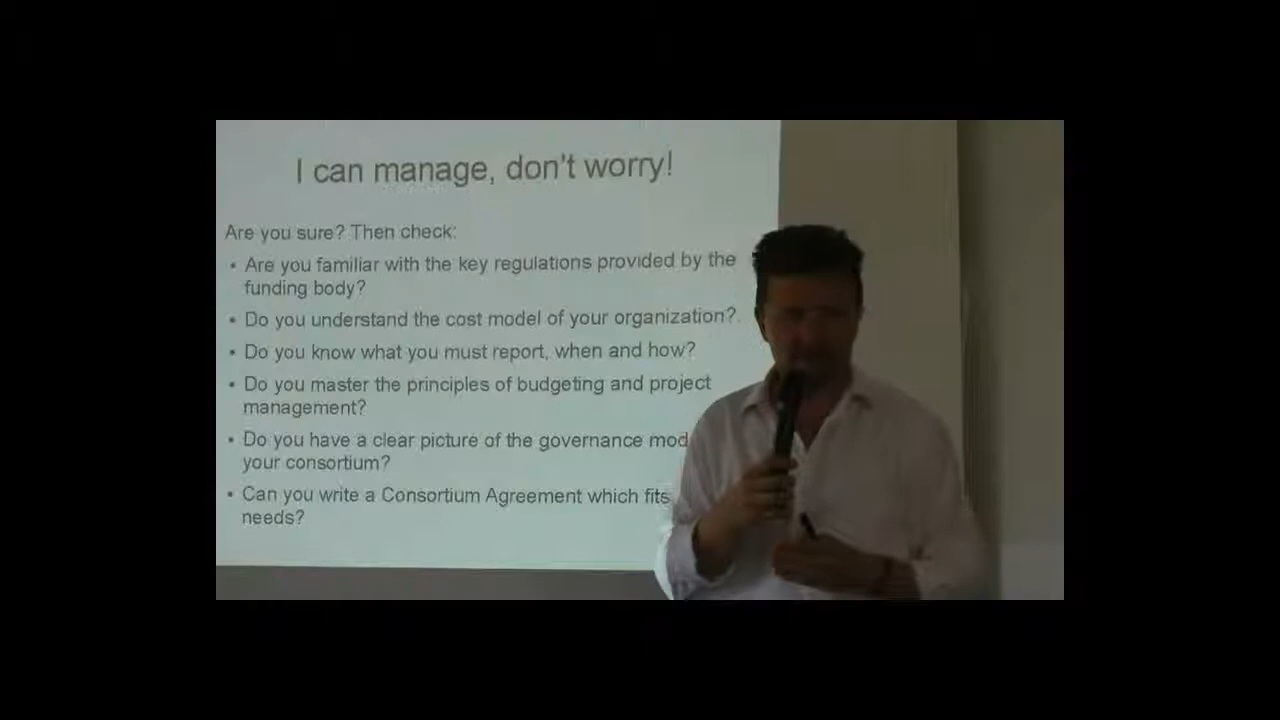 I can manage, don't worry!
Are you sure? Then check:
• Are you familiar with the key regulations provided by the
funding body?
• Do you understand the cost model of your organization?.
• Do you know what you must report, when and how?
• Do you master the principles of budgeting and project
management?
• Do you have a clear picture of the governance mod
your consortium?
• Can you write a Consortium Agreement which fits
needs?